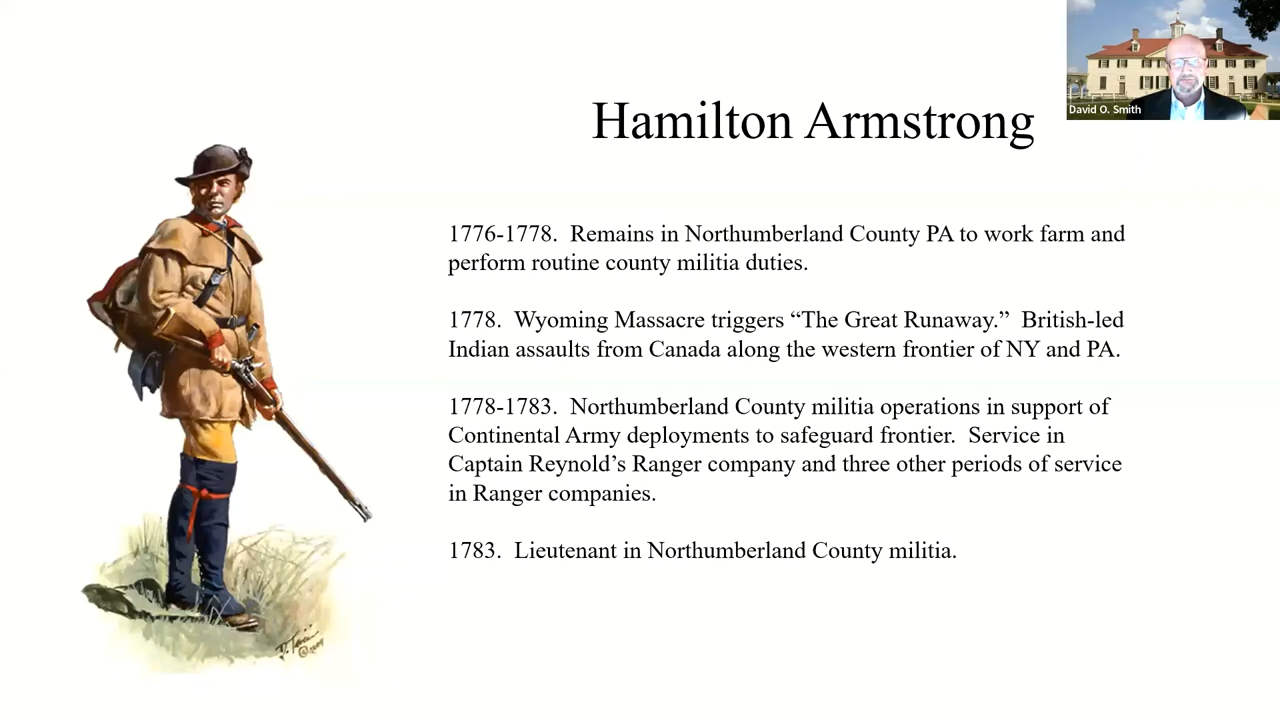 David O. Smith
Hamilton Armstrong
1776-1778.  Remains in Northumberland County PA to work farm and
perform routine county militia duties.
1778.  Wyoming Massacre triggers “The Great Runaway.”  British-led
Indian assaults from Canada along the western frontier of NY and PA.
1778-1783.  Northumberland County militia operations in support of
Continental Army deployments to safeguard frontier.  Service in
Captain Reynold’s Ranger company and three other periods of service
in Ranger companies.
1783.  Lieutenant in Northumberland County militia.